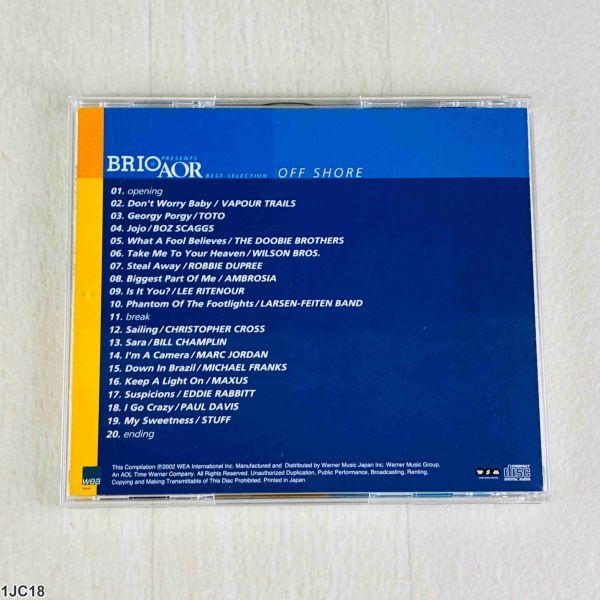 BRIO PRESENTS AOR BEST SELECTION OFF SHORE
01. opening
02. Don't Worry Baby / VAPOUR TRAILS
03. Georgy Porgy / TOTO
04. Jojo / BOZ SCAGGS
05. What A Fool Believes / THE DOOBIE BROTHERS
06. Take Me To Your Heaven / WILSON BROS.
07. Steal Away / ROBBIE DUPREE
08. Biggest Part Of Me / AMBROSIA
09. Is It You? / LEE RITENOUR
10. Phantom Of The Footlights / LARSEN-FEITEN BAND
11. break
12. Sailing / CHRISTOPHER CROSS
13. Sara / BILL CHAMPLIN
14. I'm A Camera / MARC JORDAN
15. Down In Brazil / MICHAEL FRANKS
16. Keep A Light On / MAXUS
17. Suspicions / EDDIE RABBITT
18. I Go Crazy / PAUL DAVIS
19. My Sweetness / STUFF
20. ending
wea
This Compilation ℗2002 WEA International Inc. Manufactured and Distributed by Warner Music Japan Inc. Warner Music Group,
An AOL Time Warner Company. All Rights Reserved. Unauthorized Duplication, Public Performance, Broadcasting, Renting,
Copying and Making Transmittable of This Disc Prohibited. Printed in Japan.
WSM
COMPACT
disc
DIGITAL AUDIO
1JC18